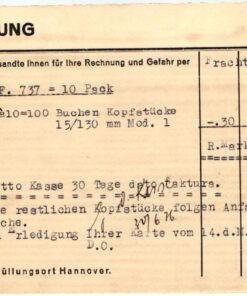 UNG
sandte Ihnen für Ihre Rechnung und Gefahr per
Fracht
F. 737 = 10 Pack
10=100 Buchen Kopfstücke
15/130 mm Mod. 1
-.30
R.Mark
tto Kasse 30 Tage dato Faktura.
e restlichen Kopfstücke folgen Anfa
che.
rledigung Ihrer Karte vom 14.d.M
D.O.
üllungsort Hannover.